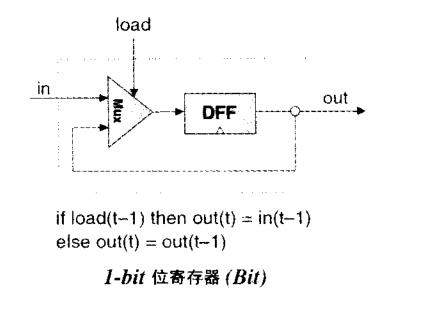 load
in
Mux
DFF
out
if load(t−1) then out(t) = in(t−1)
else out(t) = out(t−1)
1-bit 位寄存器 (Bit)